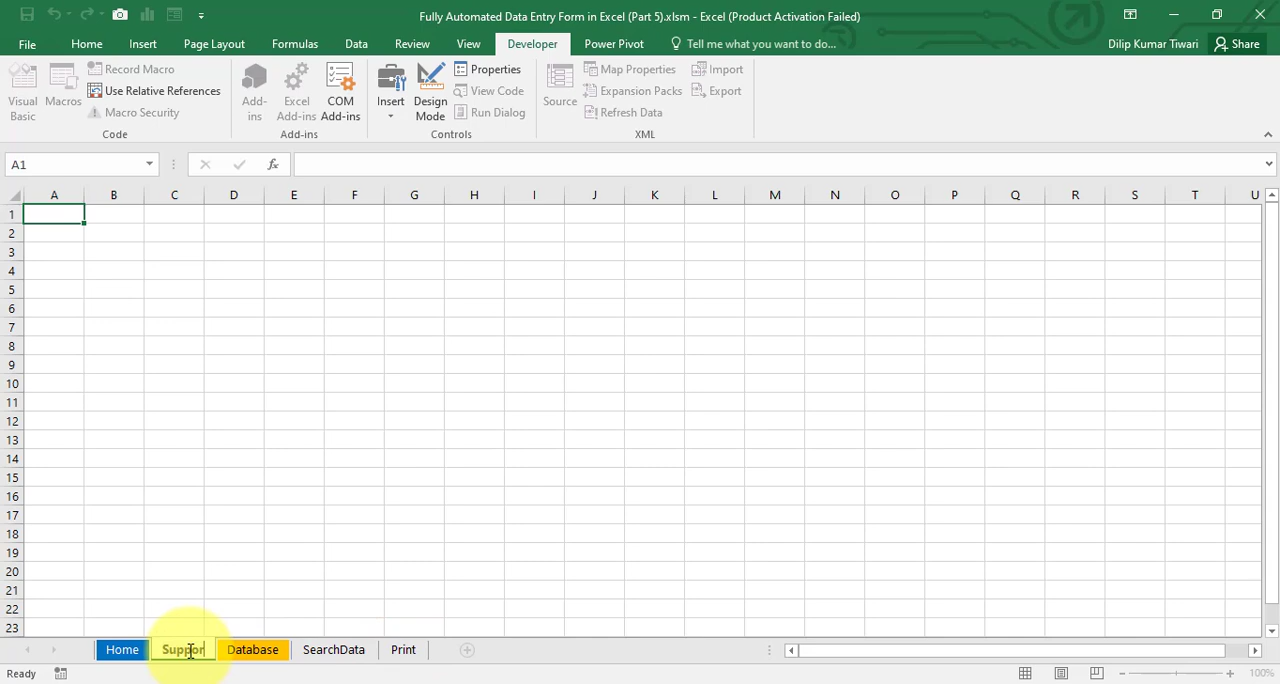 Fully Automated Data Entry Form in Excel (Part 5).xlsm - Excel (Product Activation Failed)
File Home Insert Page Layout Formulas Data Review View Developer Power Pivot Tell me what you want to do... Dilip Kumar Tiwari Share
Visual Basic
Macros
Record Macro
Use Relative References
Macro Security
Code
Add-ins
Excel Add-ins
COM Add-ins
Add-ins
Insert
Design Mode
Properties
View Code
Run Dialog
Controls
Source
Map Properties
Expansion Packs
Refresh Data
Import
Export
XML
A1
fx
A B C D E F G H I J K L M N O P Q R S T U
1
2
3
4
5
6
7
8
9
10
11
12
13
14
15
16
17
18
19
20
21
22
23
Home Suppor Database SearchData Print
Ready
100%